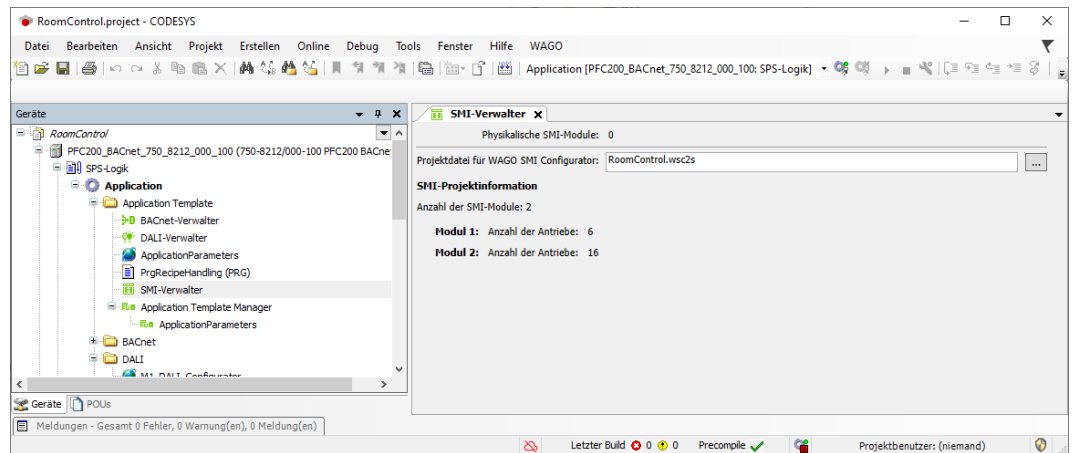 RoomControl.project - CODESYS
Datei Bearbeiten Ansicht Projekt Erstellen Online Debug Tools Fenster Hilfe WAGO
Application [PFC200_BACnet_750_8212_000_100: SPS-Logik]
Geräte
RoomControl
PFC200_BACnet_750_8212_000_100 (750-8212/000-100 PFC200 BACne
SPS-Logik
Application
Application Template
BACnet-Verwalter
DALI-Verwalter
ApplicationParameters
PrgRecipeHandling (PRG)
SMI-Verwalter
Application Template Manager
ApplicationParameters
BACnet
DALI
M1_DALI_Configurator
Geräte POUs
SMI-Verwalter
Physikalische SMI-Module: 0
Projektdatei für WAGO SMI Configurator: RoomControl.wsc2s ...
SMI-Projektinformation
Anzahl der SMI-Module: 2
Modul 1: Anzahl der Antriebe: 6
Modul 2: Anzahl der Antriebe: 16
Meldungen - Gesamt 0 Fehler, 0 Warnung(en), 0 Meldung(en)
Letzter Build 0 0 Precompile Projektbenutzer: (niemand)